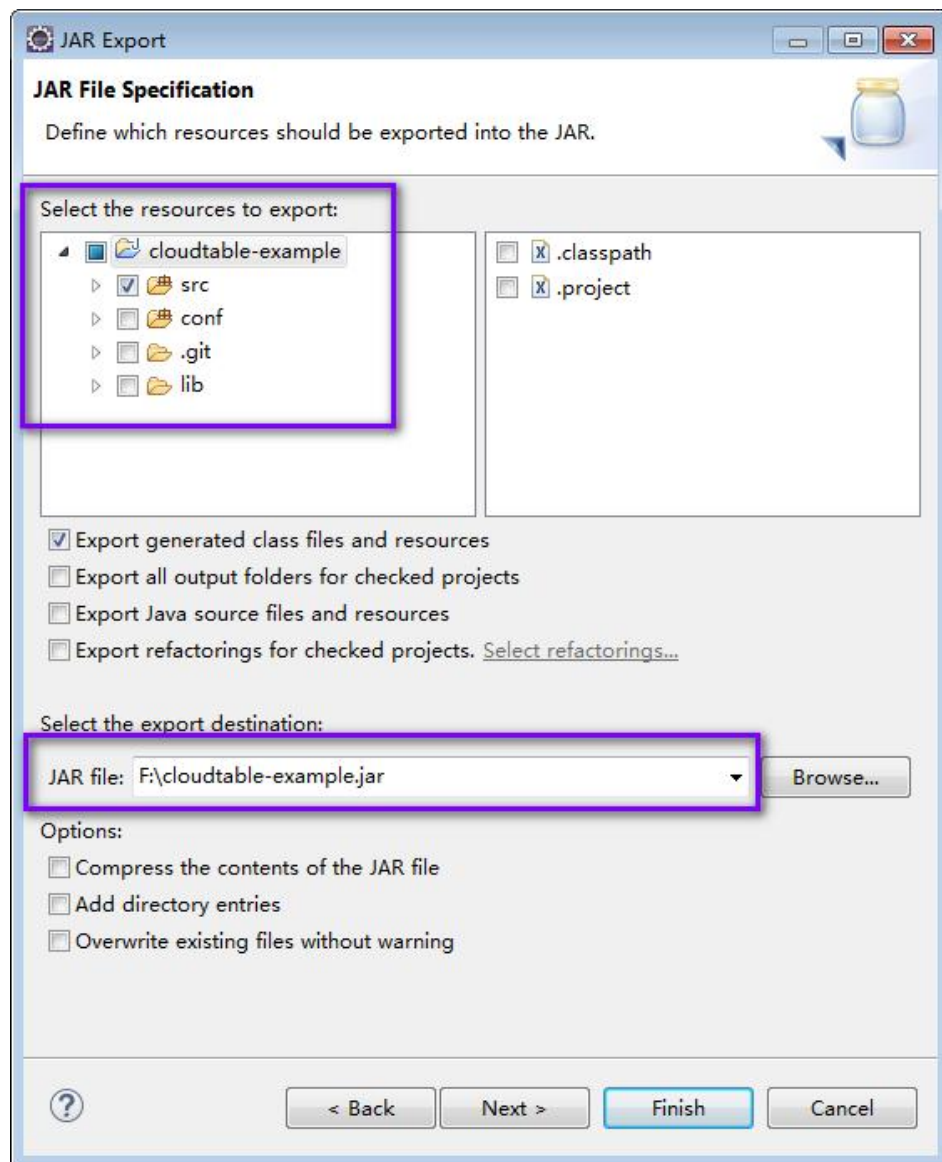 JAR Export
JAR File Specification
Define which resources should be exported into the JAR.
Select the resources to export:
cloudtable-example
src
conf
.git
lib
.classpath
.project
Export generated class files and resources
Export all output folders for checked projects
Export Java source files and resources
Export refactorings for checked projects. Select refactorings...
Select the export destination:
JAR file: F:\cloudtable-example.jar Browse...
Options:
Compress the contents of the JAR file
Add directory entries
Overwrite existing files without warning
? < Back Next > Finish Cancel